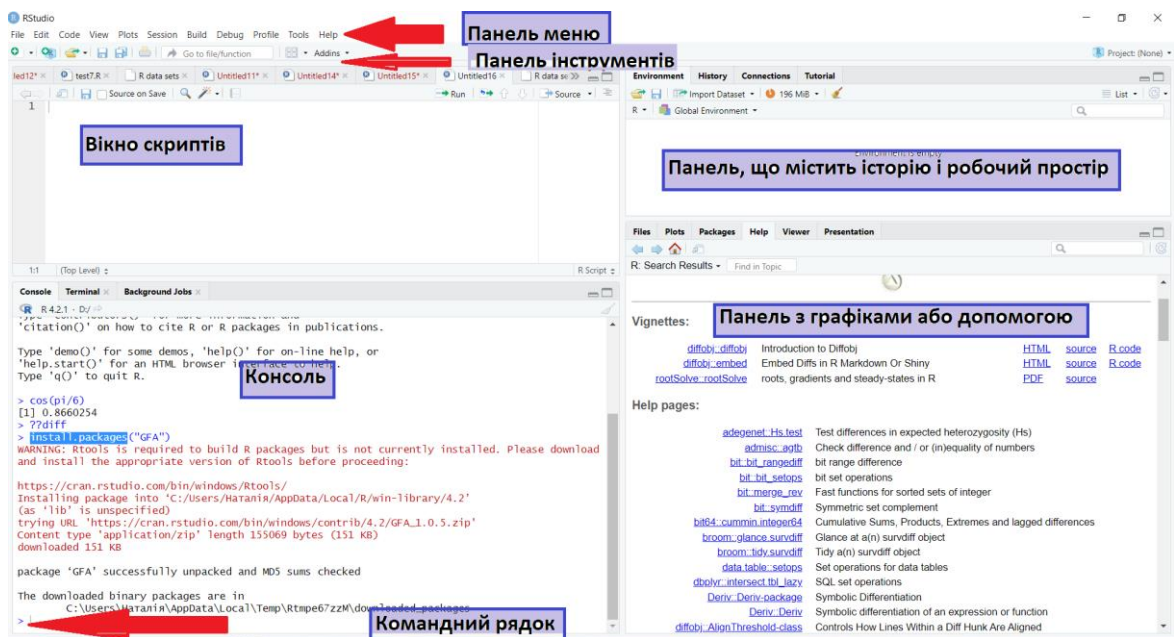 RStudio
File Edit Code View Plots Session Build Debug Profile Tools Help
Панель меню
Go to file/function
Addins
Панель інструментів
Project: (None)
led12*
test7.R
R data sets
Untitled11*
Untitled14*
Untitled15*
Untitled16
R data se
Source on Save
Run
Source
1
Вікно скриптів
1:1
(Top Level)
R Script
Environment History Connections Tutorial
Import Dataset
196 MiB
List
R
Global Environment
Environment is empty
Панель, що містить історію і робочий простір
Console Terminal Background Jobs
R 4.2.1 · D:/
'citation()' on how to cite R or R packages in publications.
Type 'demo()' for some demos, 'help()' for on-line help, or
'help.start()' for an HTML browser interface to help.
Type 'q()' to quit R.
Консоль
> cos(pi/6)
[1] 0.8660254
> ??diff
> install.packages("GFA")
WARNING: Rtools is required to build R packages but is not currently installed. Please download
and install the appropriate version of Rtools before proceeding:
https://cran.rstudio.com/bin/windows/Rtools/
Installing package into ‘C:/Users/Наталія/AppData/Local/R/win-library/4.2’
(as ‘lib’ is unspecified)
trying URL 'https://cran.rstudio.com/bin/windows/contrib/4.2/GFA_1.0.5.zip'
Content type 'application/zip' length 155069 bytes (151 KB)
downloaded 151 KB
package ‘GFA’ successfully unpacked and MD5 sums checked
The downloaded binary packages are in
C:\Users\Наталія\AppData\Local\Temp\Rtmpe67zzM\downloaded_packages
>
Командний рядок
Files Plots Packages Help Viewer Presentation
R: Search Results
Find in Topic
Vignettes:
Панель з графіками або допомогою
diffobj::diffobj Introduction to Diffobj HTML source R code
diffobj::embed Embed Diffs in R Markdown Or Shiny HTML source R code
rootSolve::rootSolve roots, gradients and steady-states in R PDF source
Help pages:
adegenet::Hs.test Test differences in expected heterozygosity (Hs)
admisc::agtb Check difference and / or (in)equality of numbers
bit::bit_rangediff bit range difference
bit::bit_setops bit set operations
bit::merge_rev Fast functions for sorted sets of integer
bit::symdiff Symmetric set complement
bit64::cummin.integer64 Cumulative Sums, Products, Extremes and lagged differences
broom::glance.survdiff Glance at a(n) survdiff object
broom::tidy.survdiff Tidy a(n) survdiff object
data.table::setops Set operations for data tables
dbplyr::intersect.tbl_lazy SQL set operations
Deriv::Deriv-package Symbolic Differentiation
Deriv::Deriv Symbolic differentiation of an expression or function
diffobj::AlignThreshold-class Controls How Lines Within a Diff Hunk Are Aligned